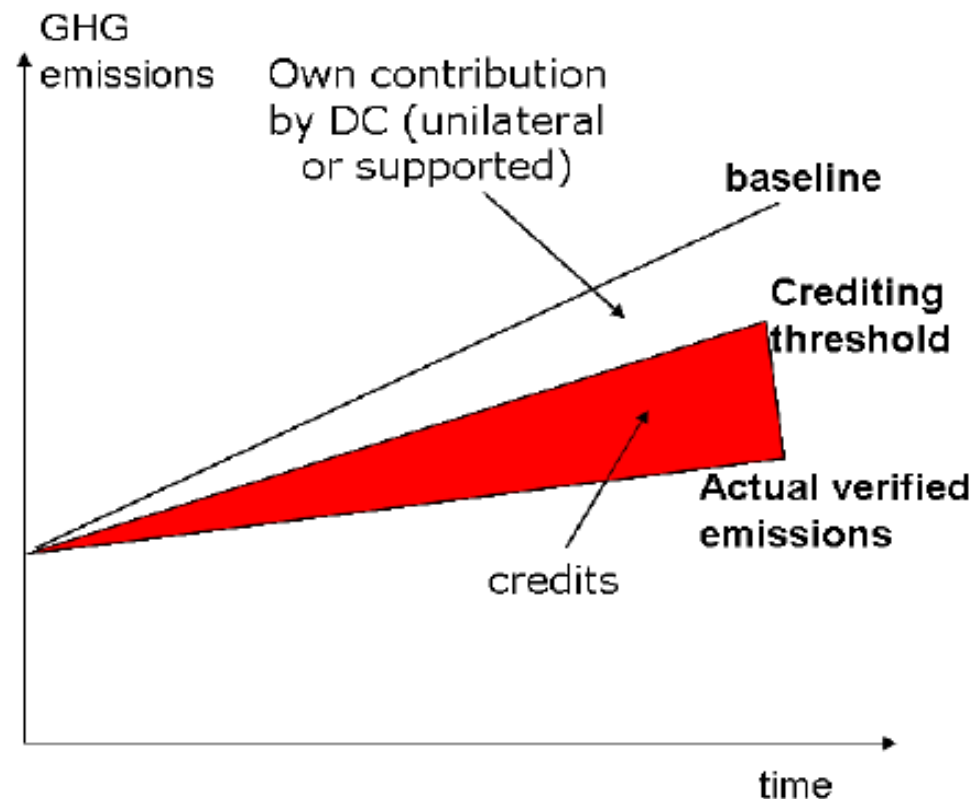 GHG
emissions
Own contribution
by DC (unilateral
or supported)
baseline
Crediting
threshold
Actual verified
emissions
credits
time